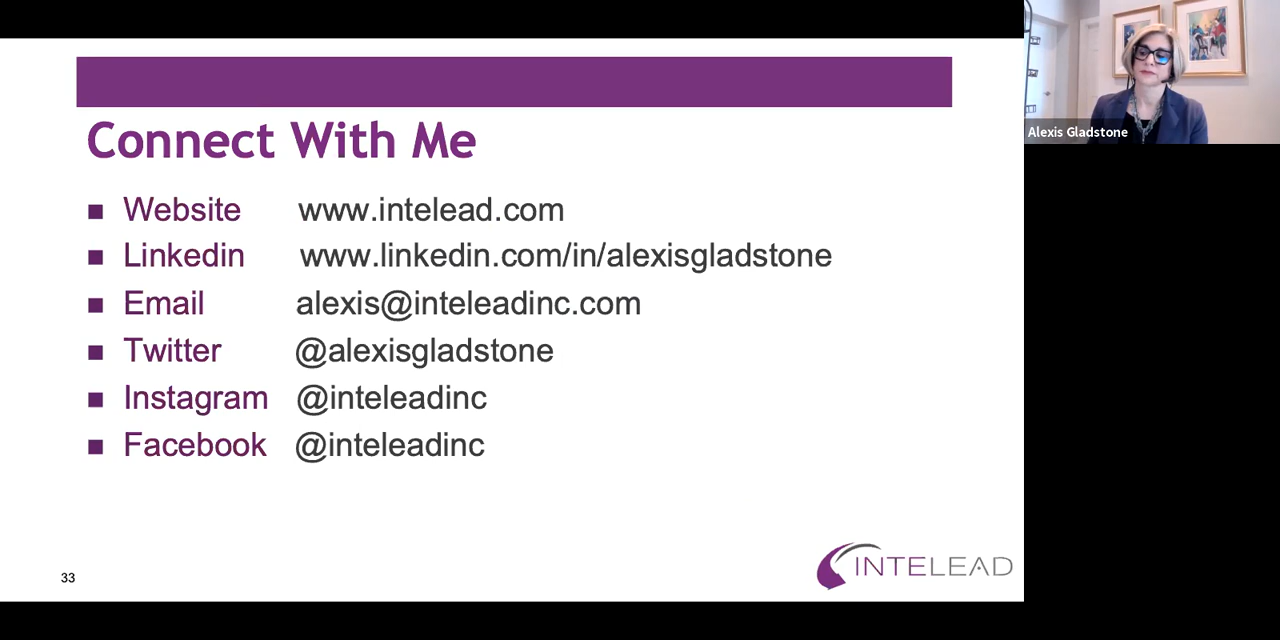 Connect With Me
Website www.intelead.com
Linkedin www.linkedin.com/in/alexisgladstone
Email alexis@inteleadinc.com
Twitter @alexisgladstone
Instagram @inteleadinc
Facebook @inteleadinc
33
INTELEAD
Alexis Gladstone